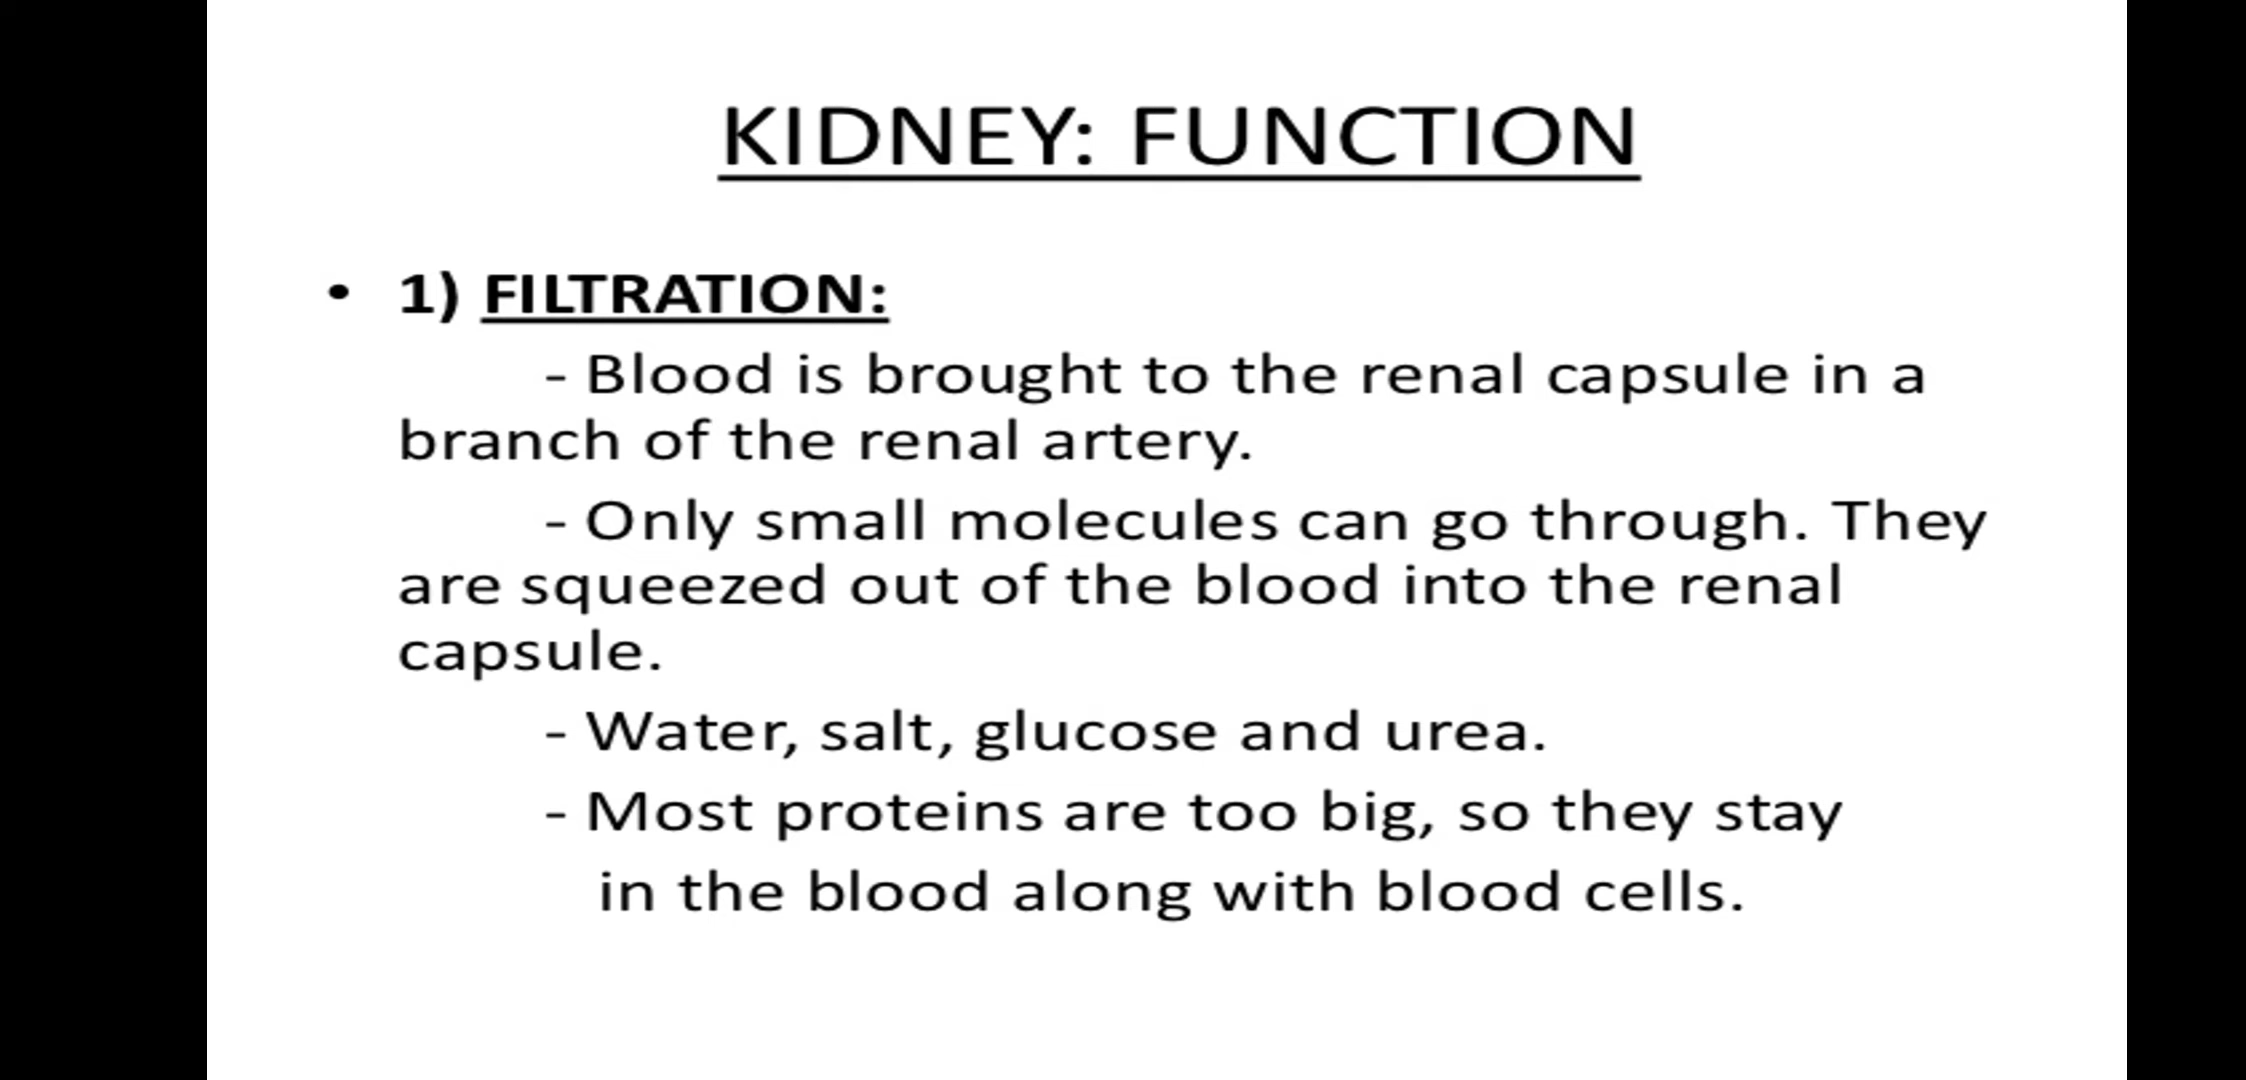 KIDNEY: FUNCTION
• 1) FILTRATION:
- Blood is brought to the renal capsule in a
branch of the renal artery.
- Only small molecules can go through. They
are squeezed out of the blood into the renal
capsule.
- Water, salt, glucose and urea.
- Most proteins are too big, so they stay
in the blood along with blood cells.